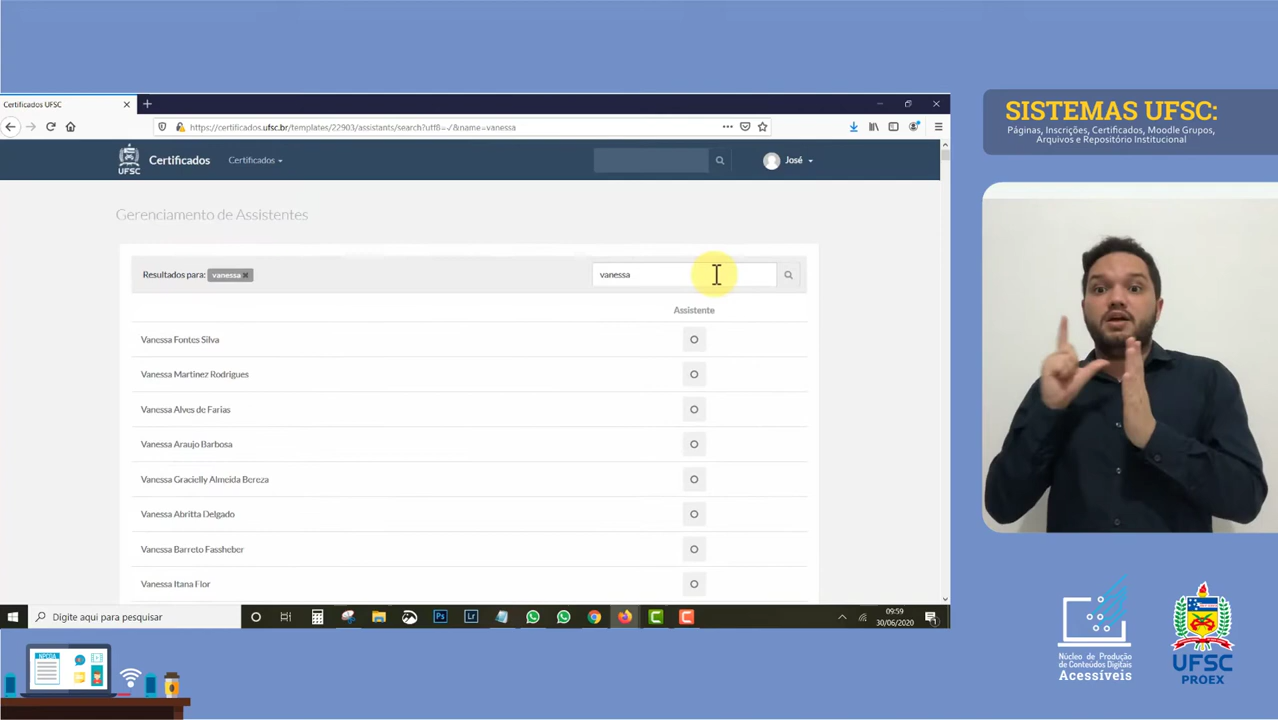 Certificados UFSC
https://certificados.ufsc.br/templates/22903/assistants/search?utf8=✓&name=vanessa
Certificados
Certificados
José
Gerenciamento de Assistentes
Resultados para: vanessa ×
vanessa
Assistente
Vanessa Fontes Silva
Vanessa Martinez Rodrigues
Vanessa Alves de Farias
Vanessa Araujo Barbosa
Vanessa Gracielly Almeida Bereza
Vanessa Abritta Delgado
Vanessa Barreto Fassheber
Vanessa Itana Flor
Digite aqui para pesquisar
Ps
Lr
09:59
30/06/2020
SISTEMAS UFSC:
Páginas, Inscrições, Certificados, Moodle Grupos,
Arquivos e Repositório Institucional
NPCDA
Núcleo de Produção
de Conteúdos Digitais
Acessíveis
UFSC
PROEX